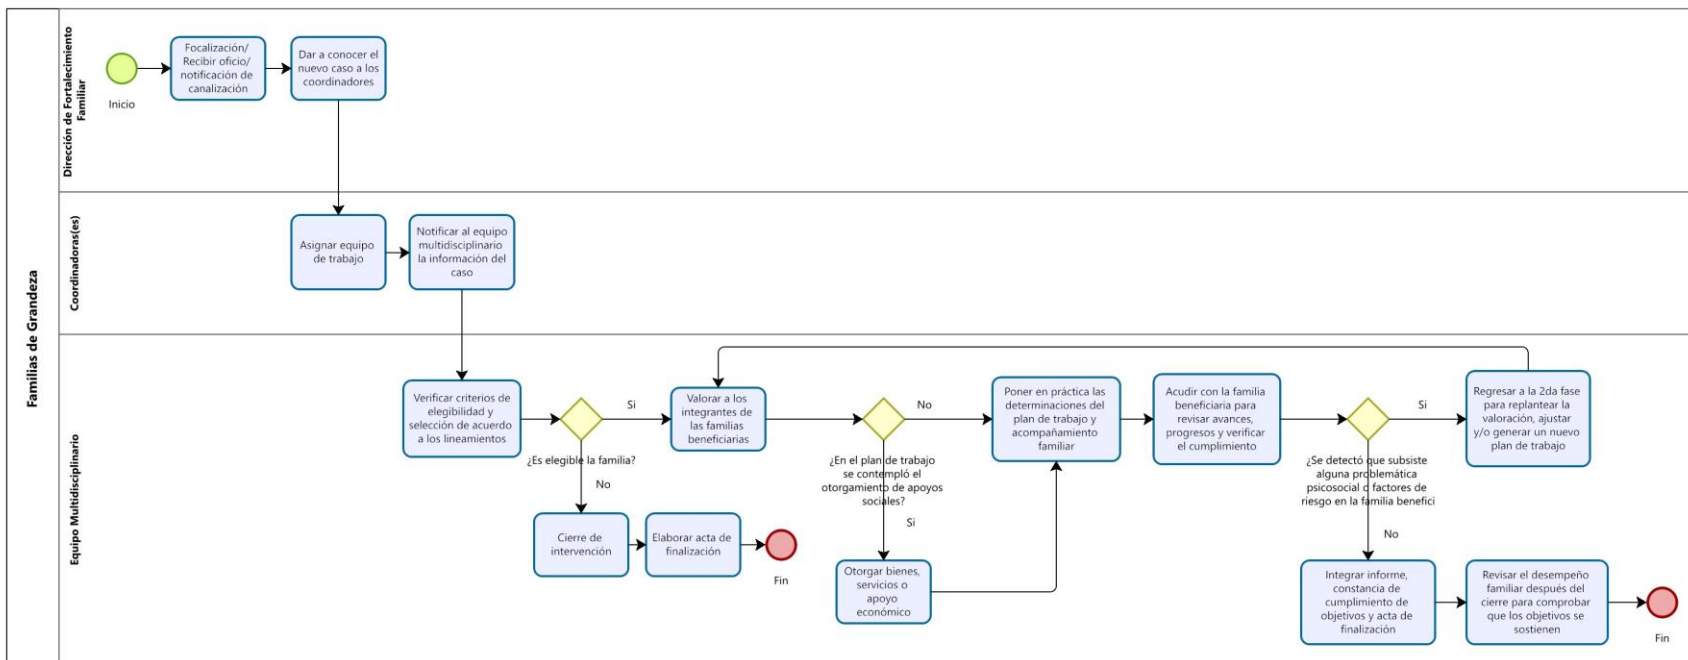 Familias de Grandeza
Dirección de Fortalecimiento
Familiar
Inicio
Focalización/
Recibir oficio/
notificación de
canalización
Dar a conocer el
nuevo caso a los
coordinadores
Coordinadoras(es)
Asignar equipo
de trabajo
Notificar al equipo
multidisciplinario
la información del
caso
Equipo Multidisciplinario
Verificar criterios de
elegibilidad y
selección de acuerdo
a los lineamientos
¿Es elegible la familia?
Si
No
Cierre de
intervención
Elaborar acta de
finalización
Fin
Valorar a los
integrantes de
las familias
beneficiarias
¿En el plan de trabajo
se contempló el
otorgamiento de apoyos
sociales?
No
Si
Otorgar bienes,
servicios o
apoyo
económico
Poner en práctica las
determinaciones del
plan de trabajo y
acompañamiento
familiar
Acudir con la familia
beneficiaria para
revisar avances,
progresos y verificar
el cumplimiento
¿Se detectó que subsiste
alguna problemática
psicosocial o factores de
riesgo en la familia benefici
Si
No
Regresar a la 2da fase
para replantear la
valoración, ajustar
y/o generar un nuevo
plan de trabajo
Integrar informe,
constancia de
cumplimiento de
objetivos y acta de
finalización
Revisar el desempeño
familiar después del
cierre para comprobar
que los objetivos se
sostienen
Fin